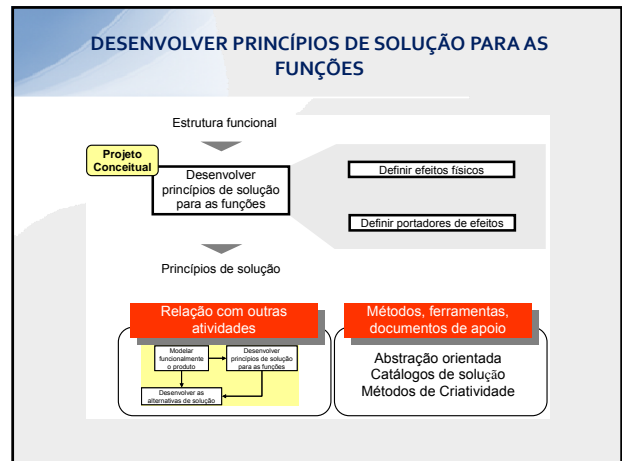 DESENVOLVER PRINCÍPIOS DE SOLUÇÃO PARA AS
FUNÇÕES
Estrutura funcional
Projeto
Conceitual
Desenvolver
princípios de solução
para as funções
Definir efeitos físicos
Definir portadores de efeitos
Princípios de solução
Relação com outras
atividades
Modelar
funcionalmente
o produto
Desenvolver
princípios de solução
para as funções
Desenvolver as
alternativas de solução
Métodos, ferramentas,
documentos de apoio
Abstração orientada
Catálogos de solução
Métodos de Criatividade